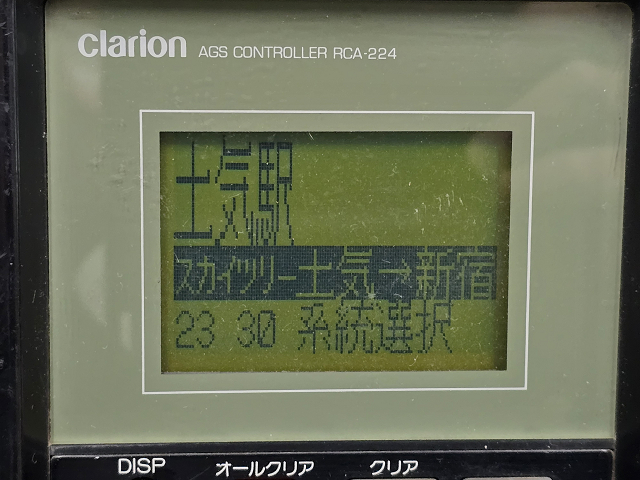 Clarion AGS CONTROLLER RCA-224
土気駅
スカイツリー土気→新宿
23 30 系統選択
DISP オールクリア クリア